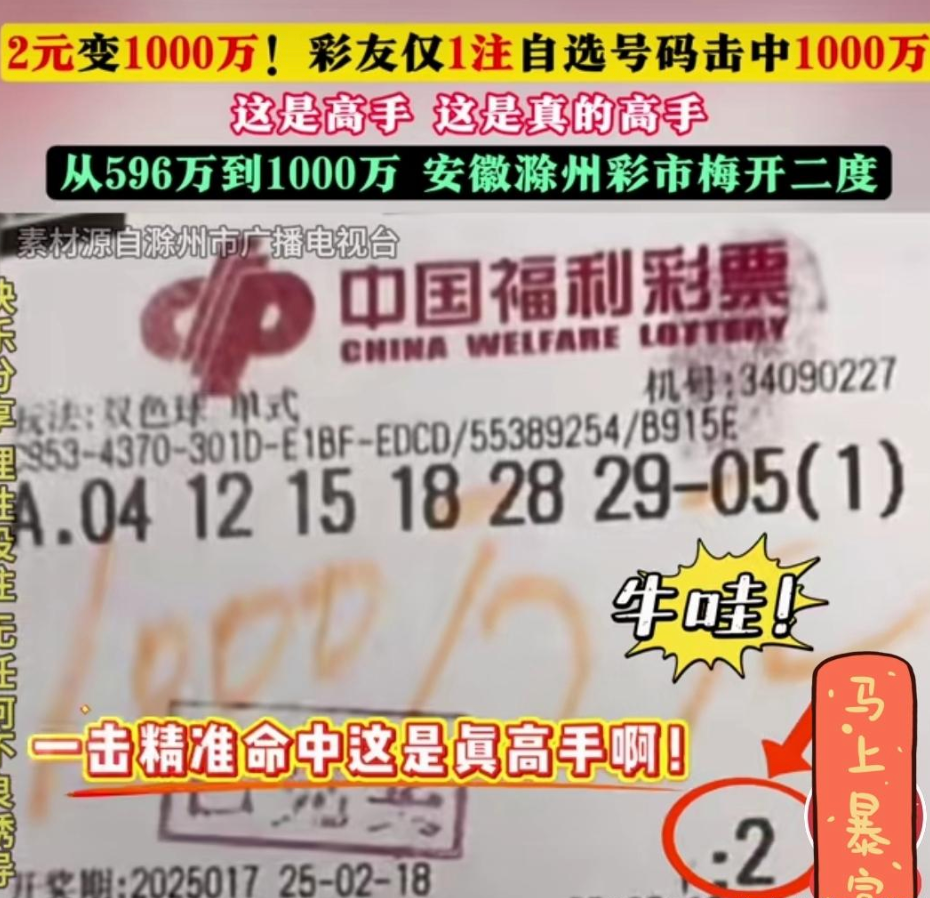 2元变1000万！彩友仅1注自选号码击中1000万
这是高手 这是真的高手
从596万到1000万 安徽滁州彩市梅开二度
素材源自滁州市广播电视台
中国福利彩票
CHINA WELFARE LOTTERY
机号:34090227
玩法:双色球 单式
953-4370-301D-E1BF-EDCD/55389254/B915E
A.04 12 15 18 28 29-05(1)
1000万元
牛哇！
一击精准命中这是真高手啊！
:2
开奖期:2025017 25-02-18
马上暴富
快乐分享理性投注无任何不良诱导